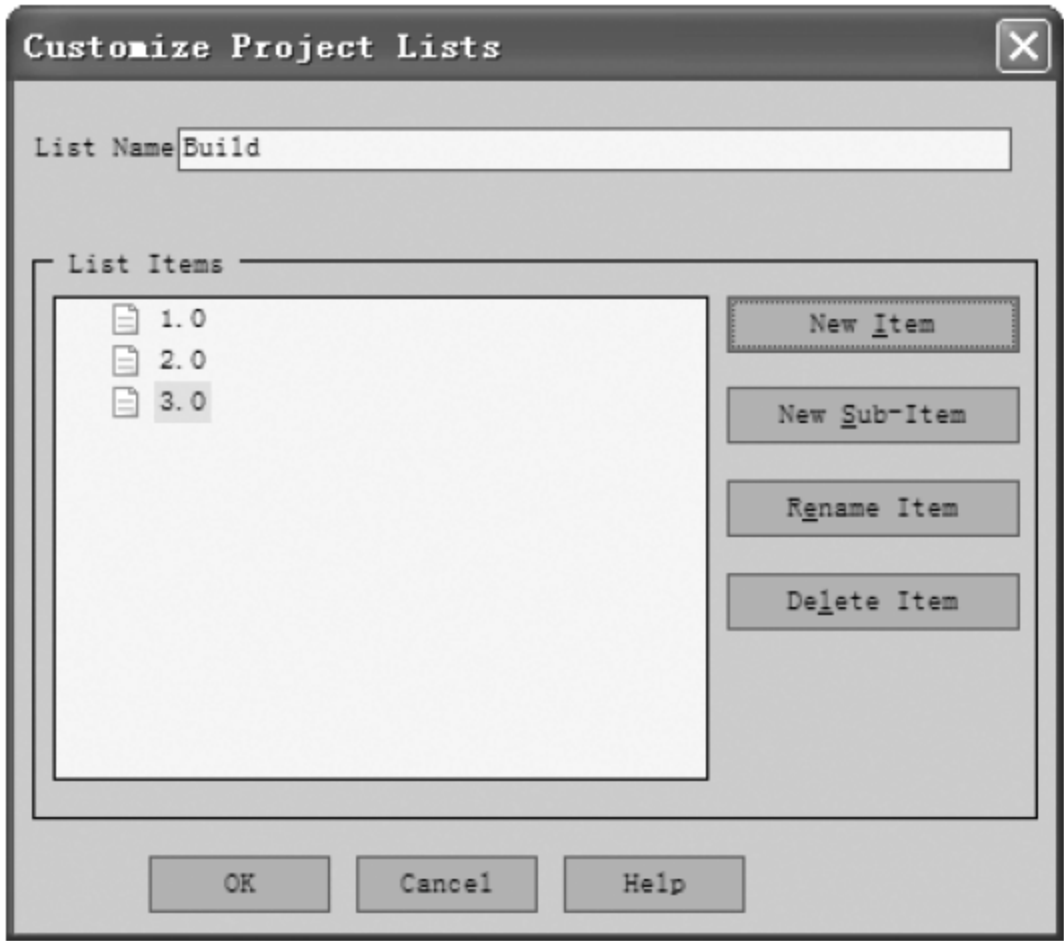 Customize Project Lists
List Name Build
List Items
1.0
2.0
3.0
New Item
New Sub-Item
Rename Item
Delete Item
OK Cancel Help